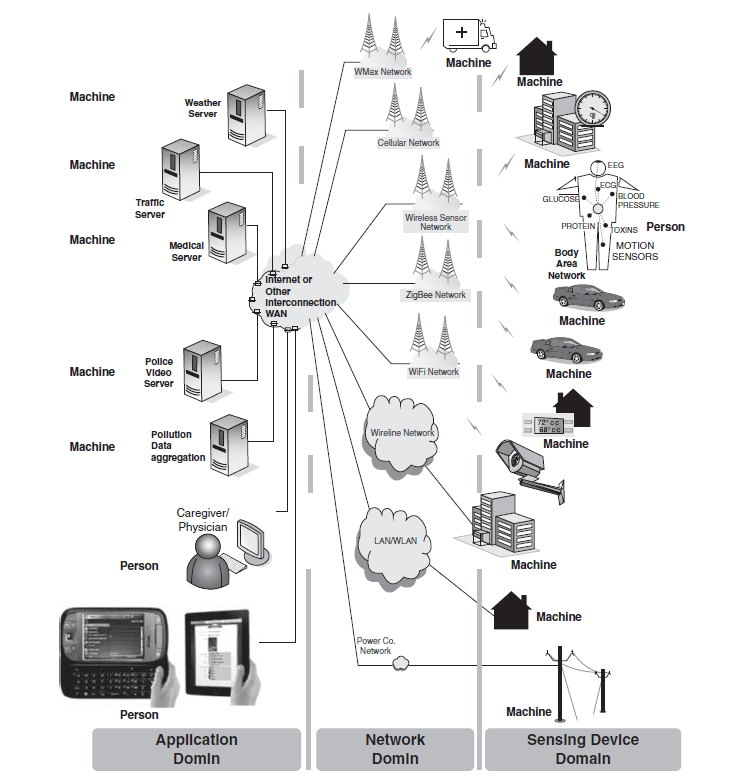 WMax Network
Machine
Machine
Machine
Weather
Server
Cellular Network
Machine
Machine
Traffic
Server
Wireless Sensor
Network
EEG
ECG
GLUCOSE
BLOOD
PRESSURE
PROTEIN
TOXINS
Person
MOTION
SENSORS
Body
Area
Network
Machine
Medical
Server
Internet or
Other
Interconnection
WAN
ZigBee Network
Machine
Machine
Police
Video
Server
WiFi Network
Machine
72°
68°
Machine
Machine
Pollution
Data
aggregation
Wireline Network
Caregiver/
Physician
Person
LAN/WLAN
Machine
Machine
Power Co.
Network
Machine
Person
Application
Domin
Network
Domin
Sensing Device
Domain